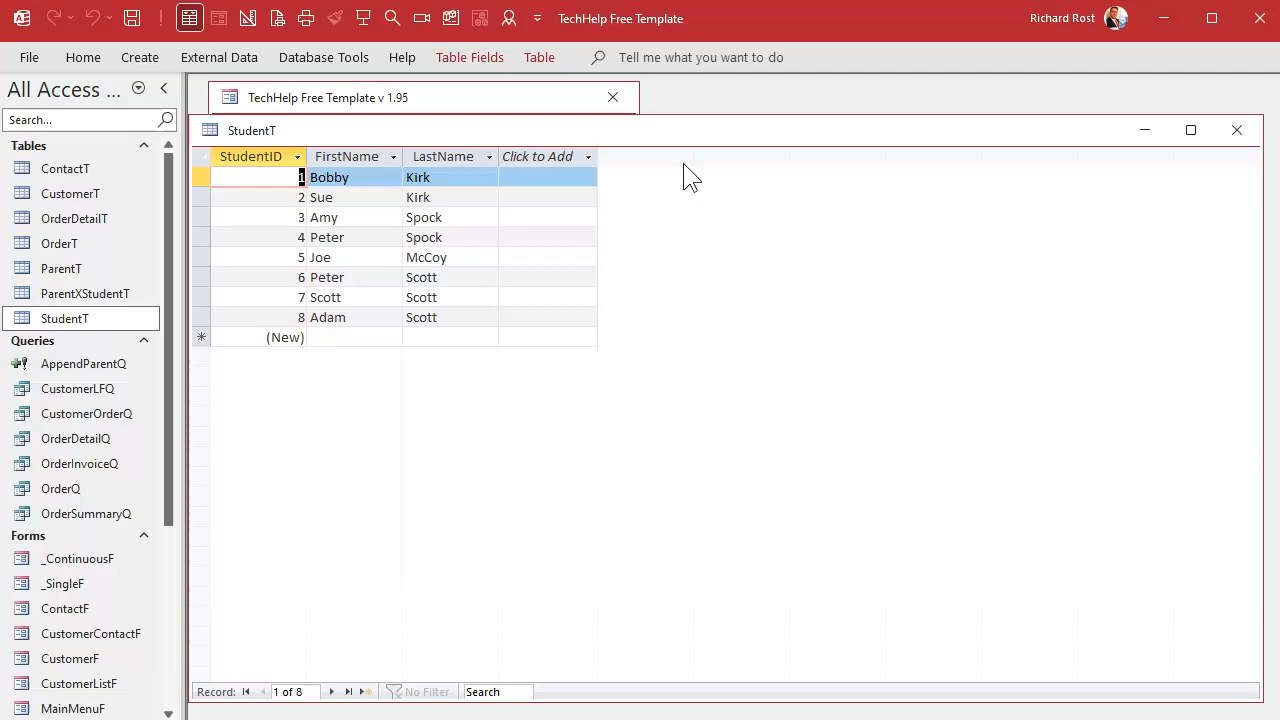 TechHelp Free Template
Richard Rost
File Home Create External Data Database Tools Help Table Fields Table Tell me what you want to do
All Access ...
Search...
Tables
ContactT
CustomerT
OrderDetailT
OrderT
ParentT
ParentXStudentT
StudentT
Queries
AppendParentQ
CustomerLFQ
CustomerOrderQ
OrderDetailQ
OrderInvoiceQ
OrderQ
OrderSummaryQ
Forms
_ContinuousF
_SingleF
ContactF
CustomerContactF
CustomerF
CustomerListF
MainMenuF
TechHelp Free Template v 1.95
StudentT
StudentID FirstName LastName Click to Add
1 Bobby Kirk
2 Sue Kirk
3 Amy Spock
4 Peter Spock
5 Joe McCoy
6 Peter Scott
7 Scott Scott
8 Adam Scott
* (New)
Record: 1 of 8 No Filter Search